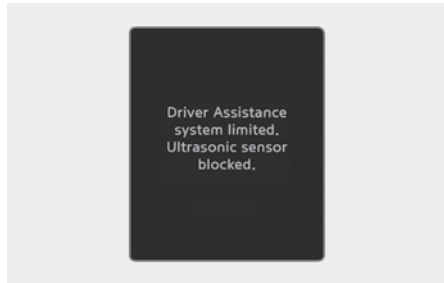 Driver Assistance
system limited.
Ultrasonic sensor
blocked.